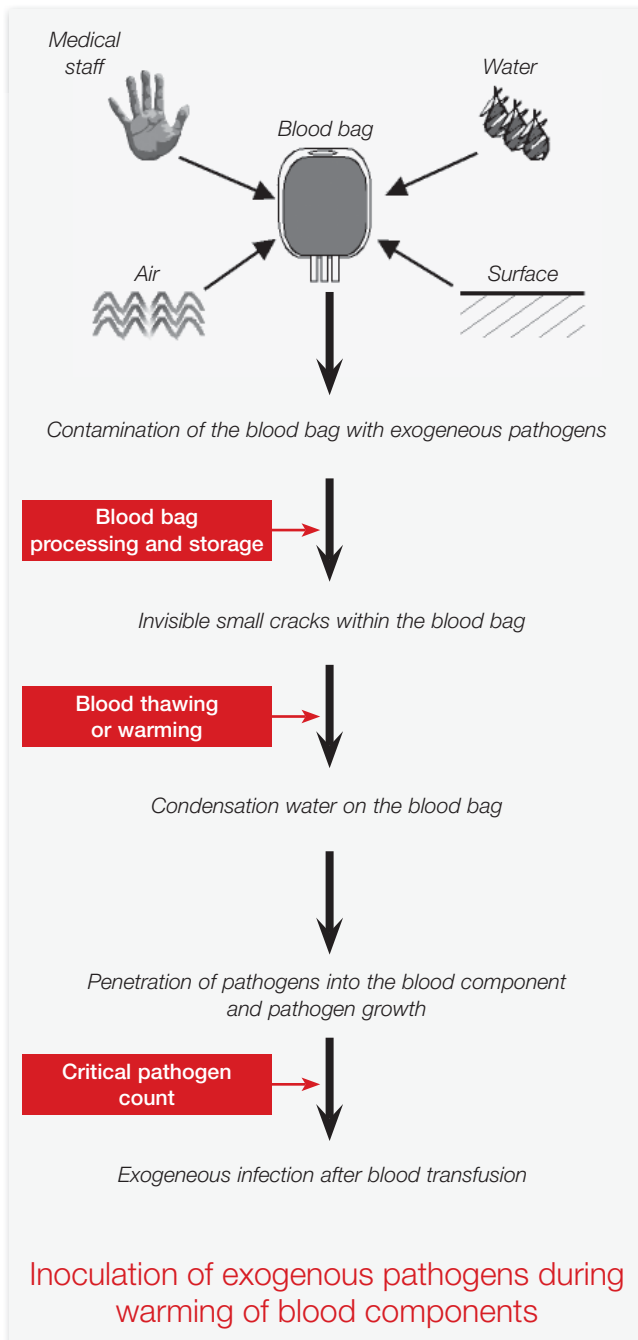 Medical
staff
Water
Blood bag
Air
Surface
Contamination of the blood bag with exogeneous pathogens
Blood bag
processing and storage
Invisible small cracks within the blood bag
Blood thawing
or warming
Condensation water on the blood bag
Penetration of pathogens into the blood component
and pathogen growth
Critical pathogen
count
Exogeneous infection after blood transfusion
Inoculation of exogenous pathogens during
warming of blood components